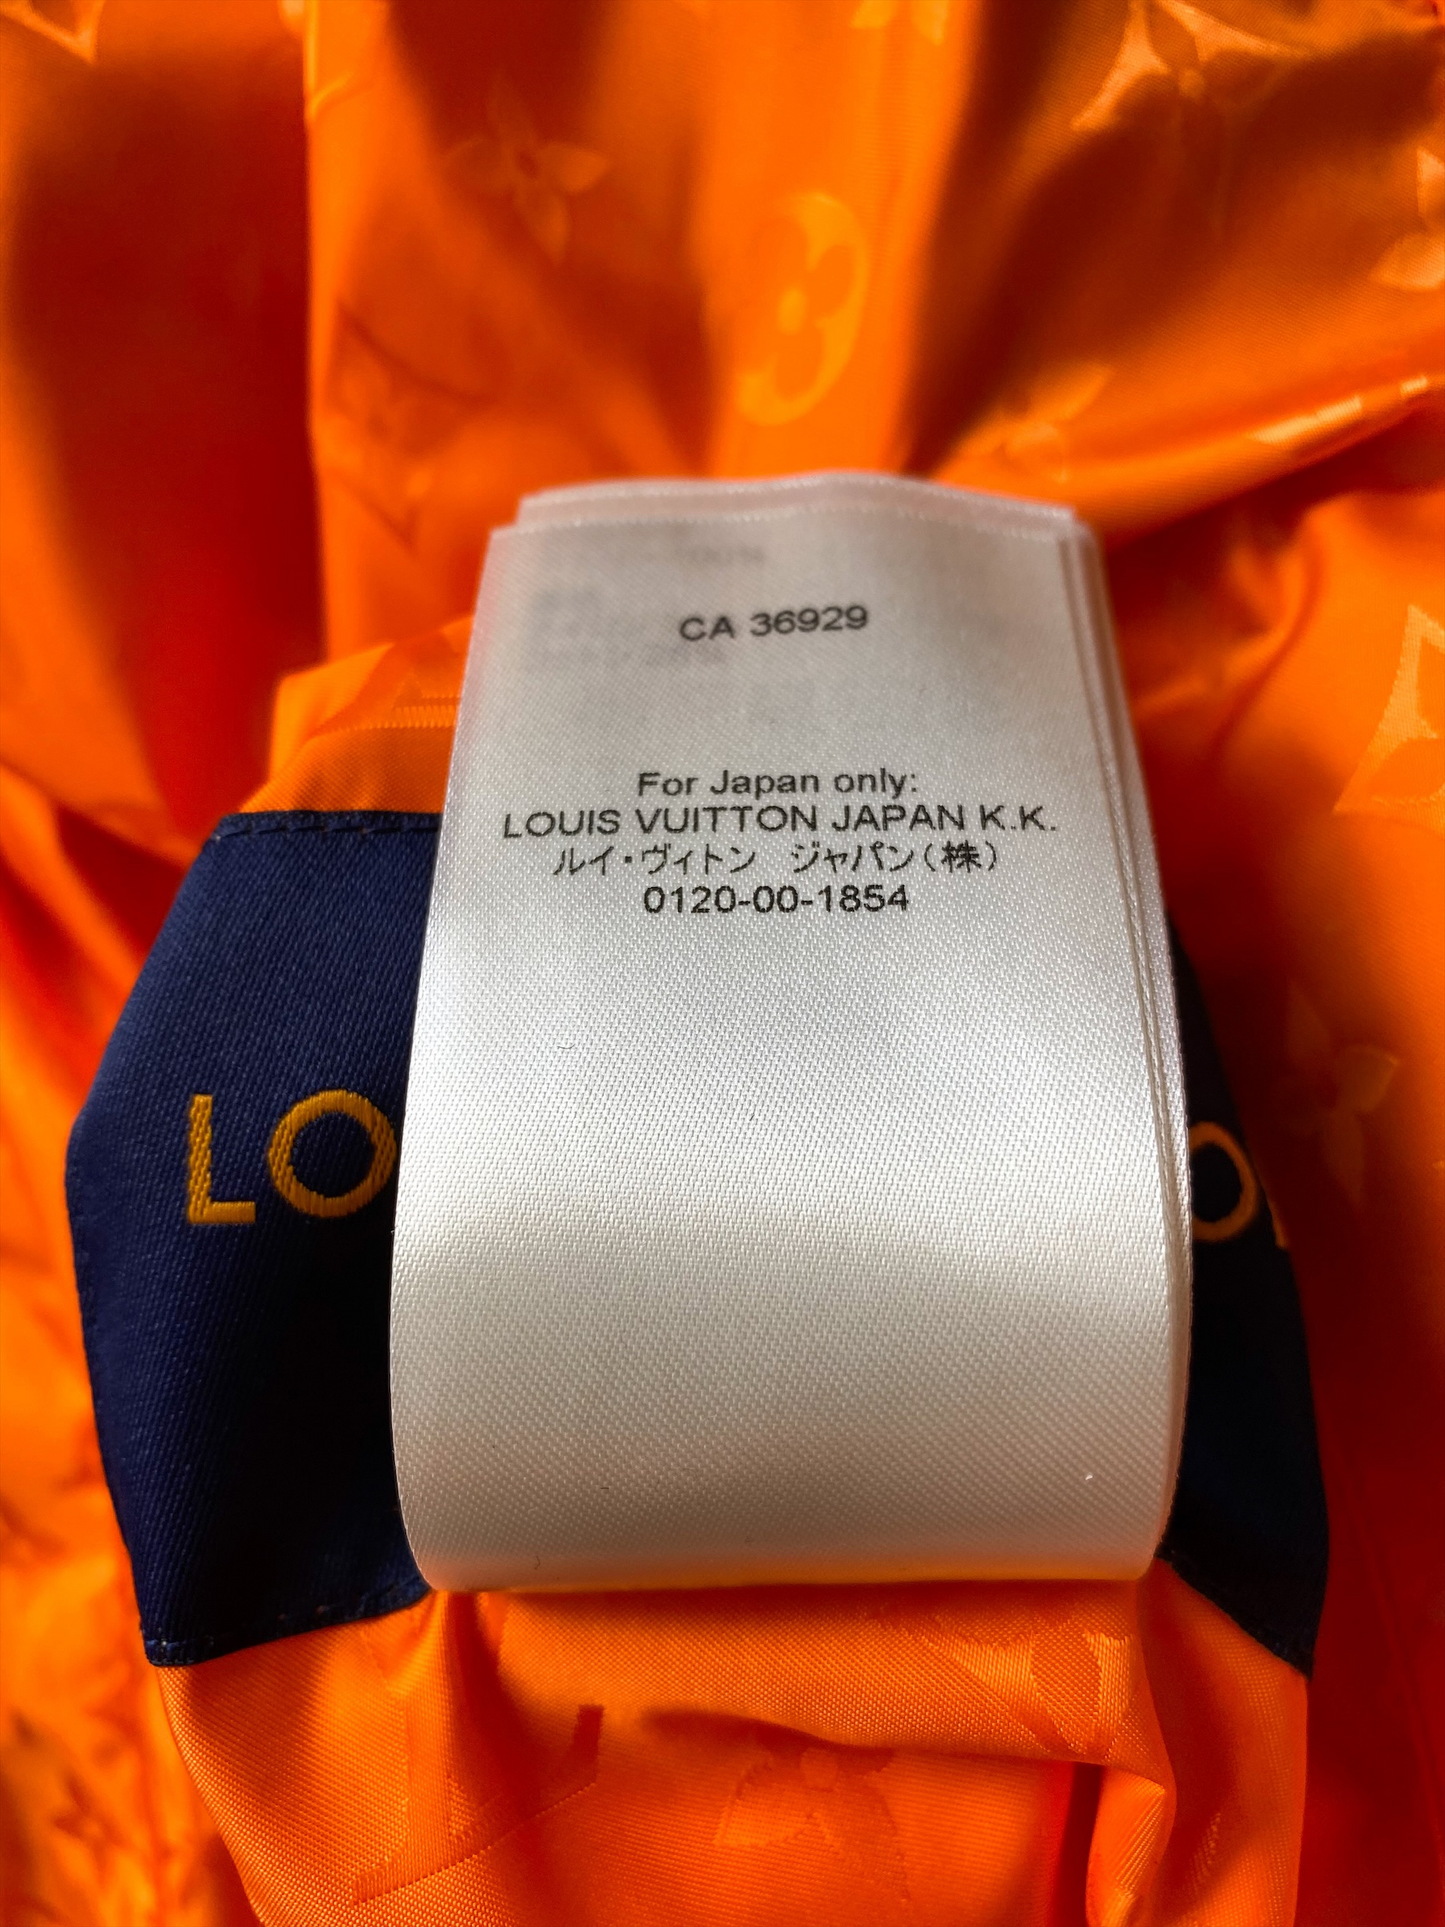 CA 36929
For Japan only:
LOUIS VUITTON JAPAN K.K.
ルイ・ヴィトン ジャパン(株)
0120-00-1854
LO